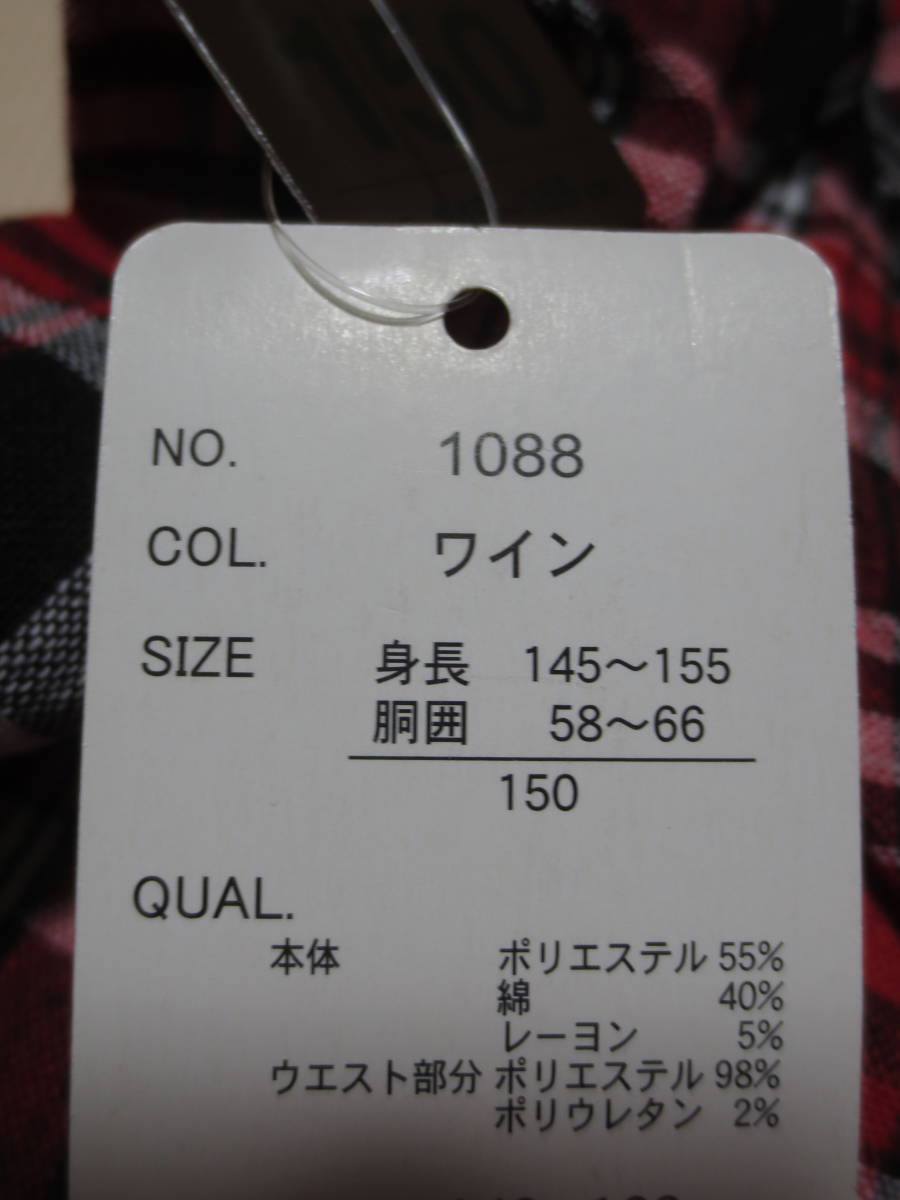 150
NO. 1088
COL. ワイン
SIZE 身長 145～155
胴囲 58～66
150
QUAL.
本体 ポリエステル 55%
綿 40%
レーヨン 5%
ウエスト部分 ポリエステル 98%
ポリウレタン 2%